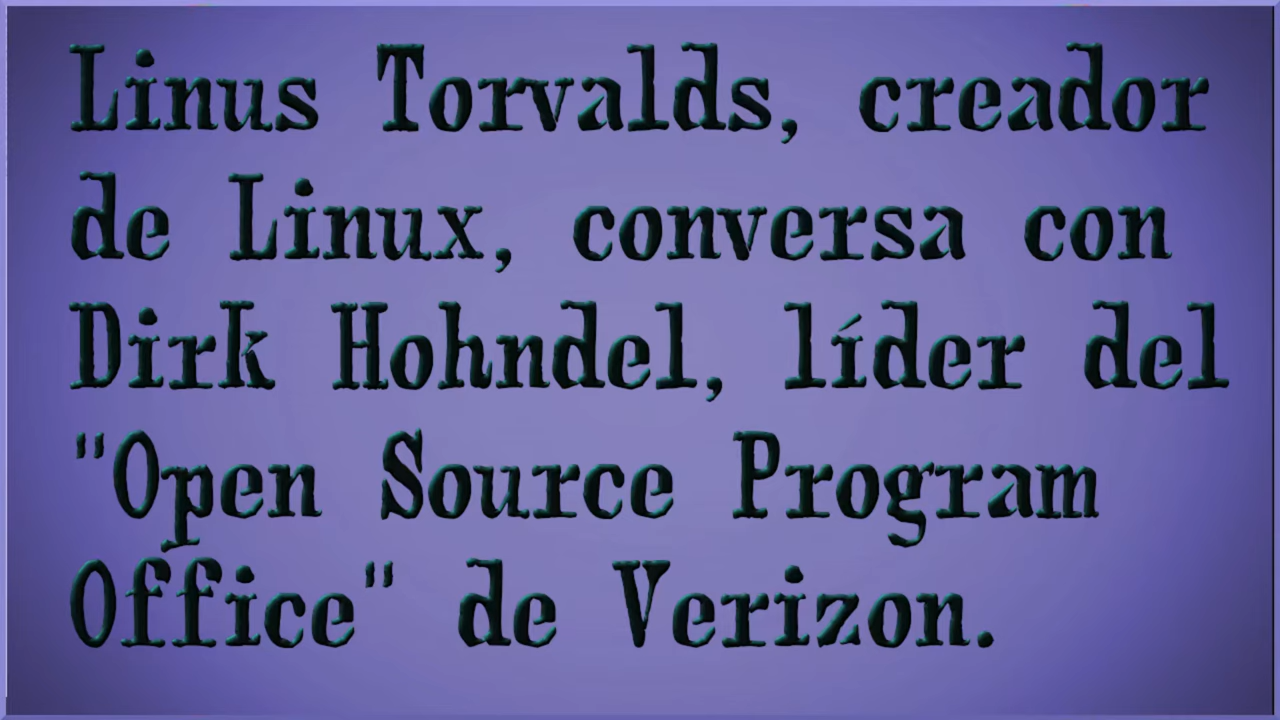 Linus Torvalds, creador
de Linux, conversa con
Dirk Hohndel, líder del
"Open Source Program
Office" de Verizon.